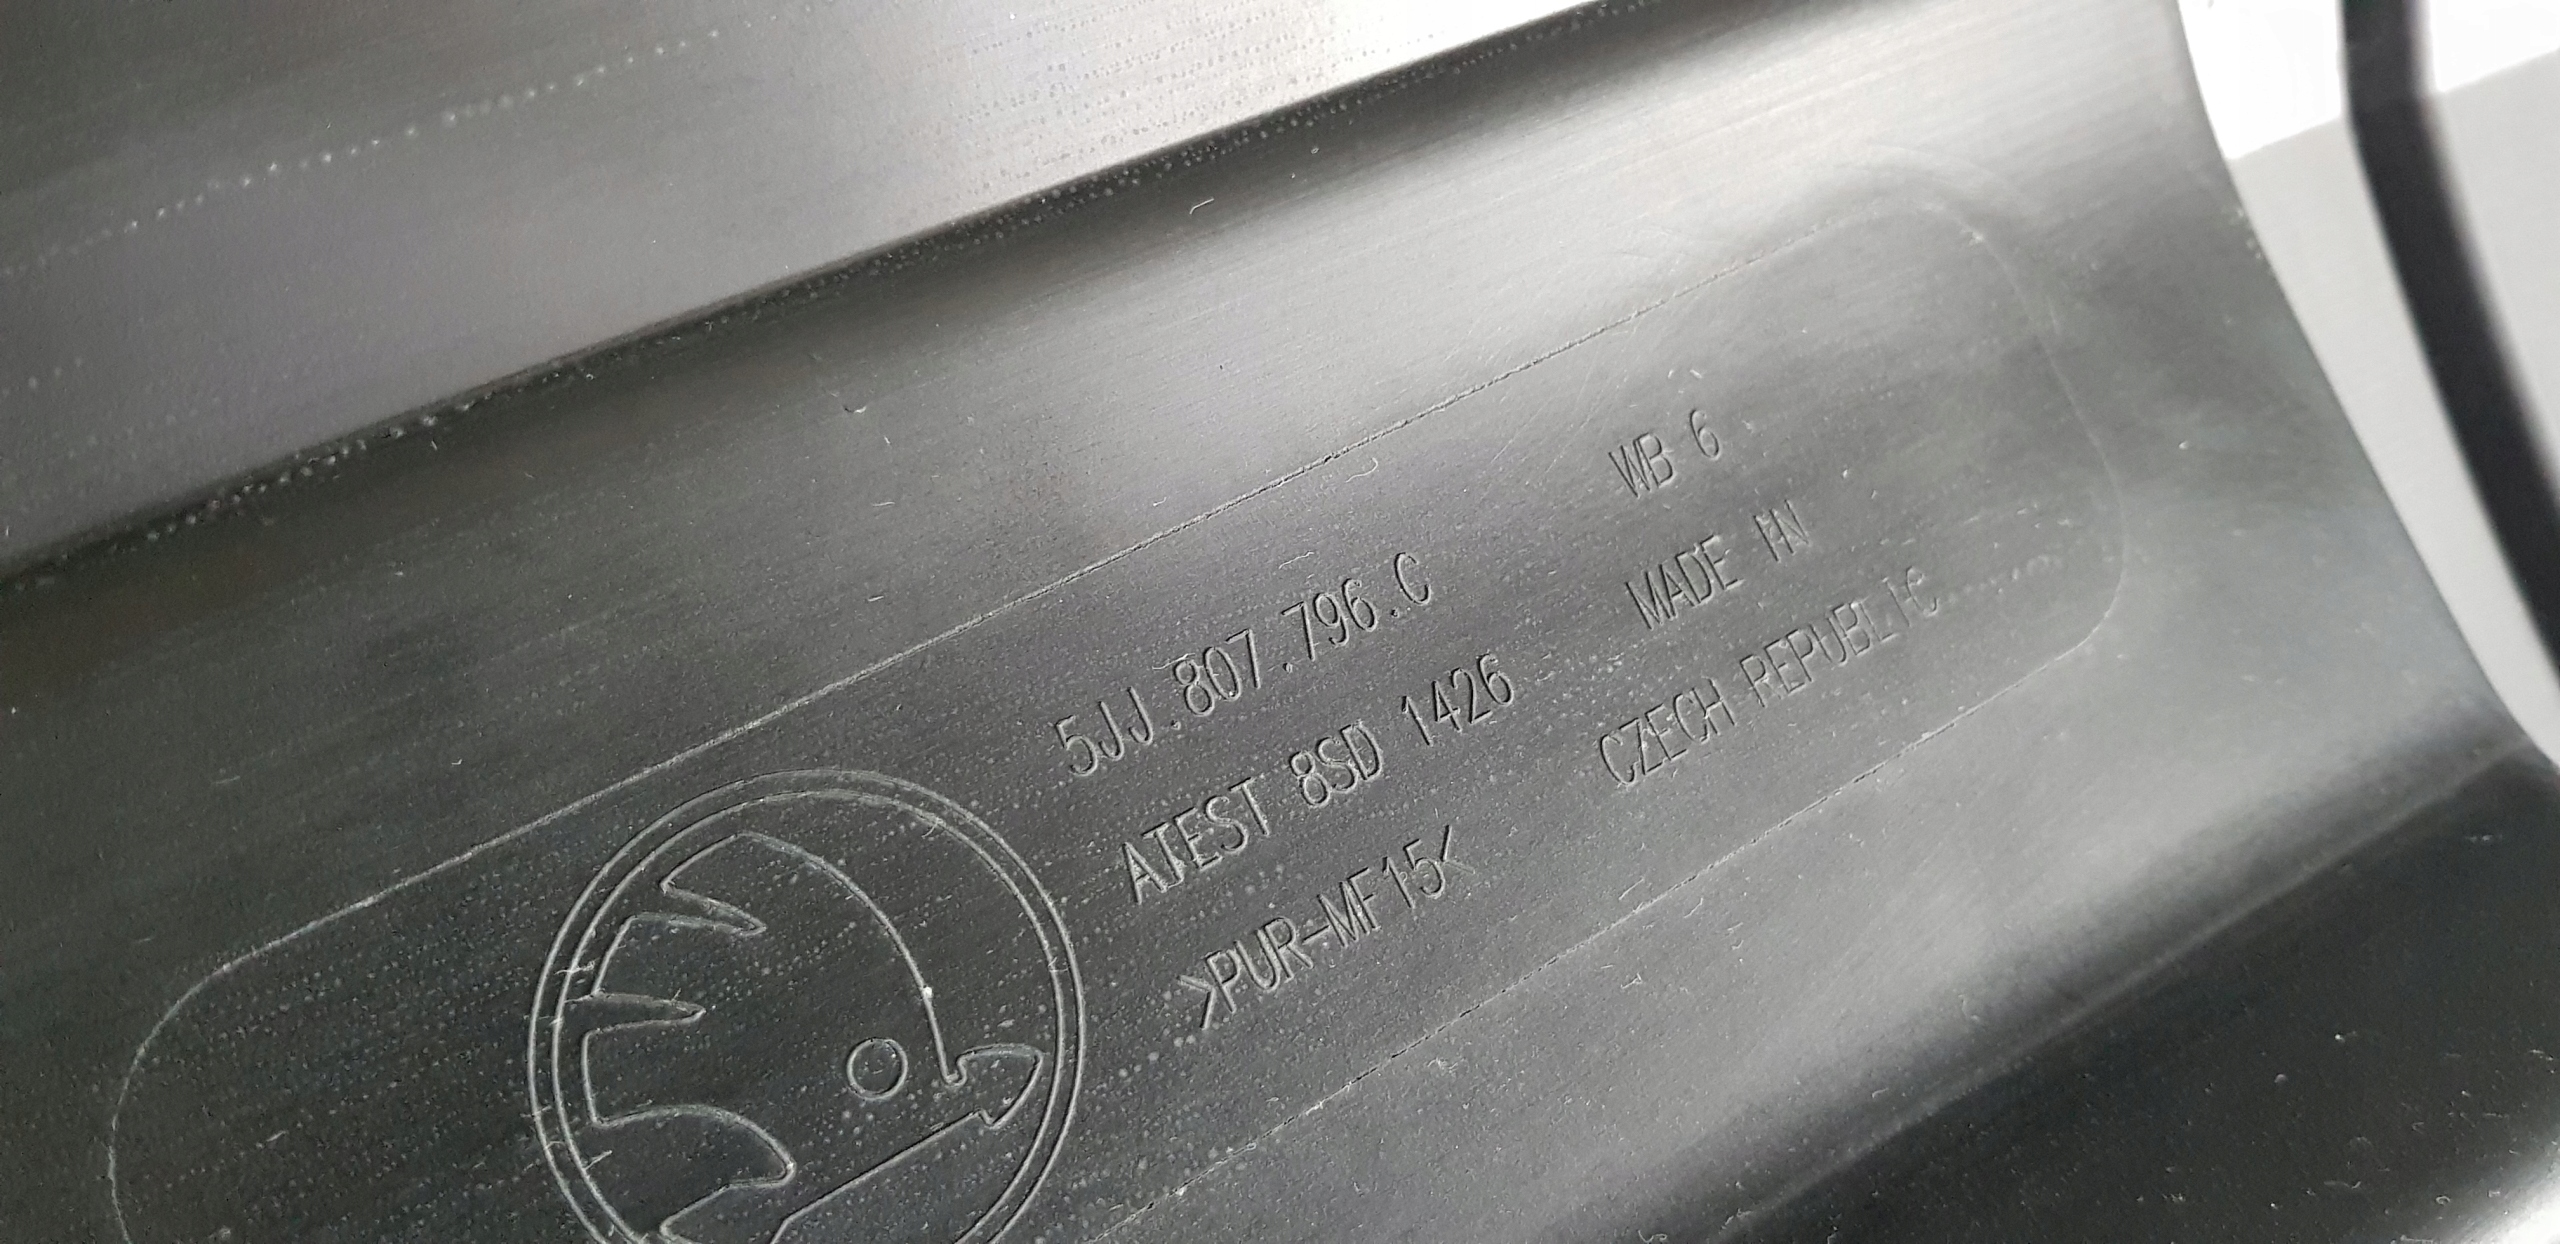 5JJ.807.796.C
ATEST 8SD 1426
>PUR-MF15<
WB 6
MADE IN
CZECH REPUBLIC